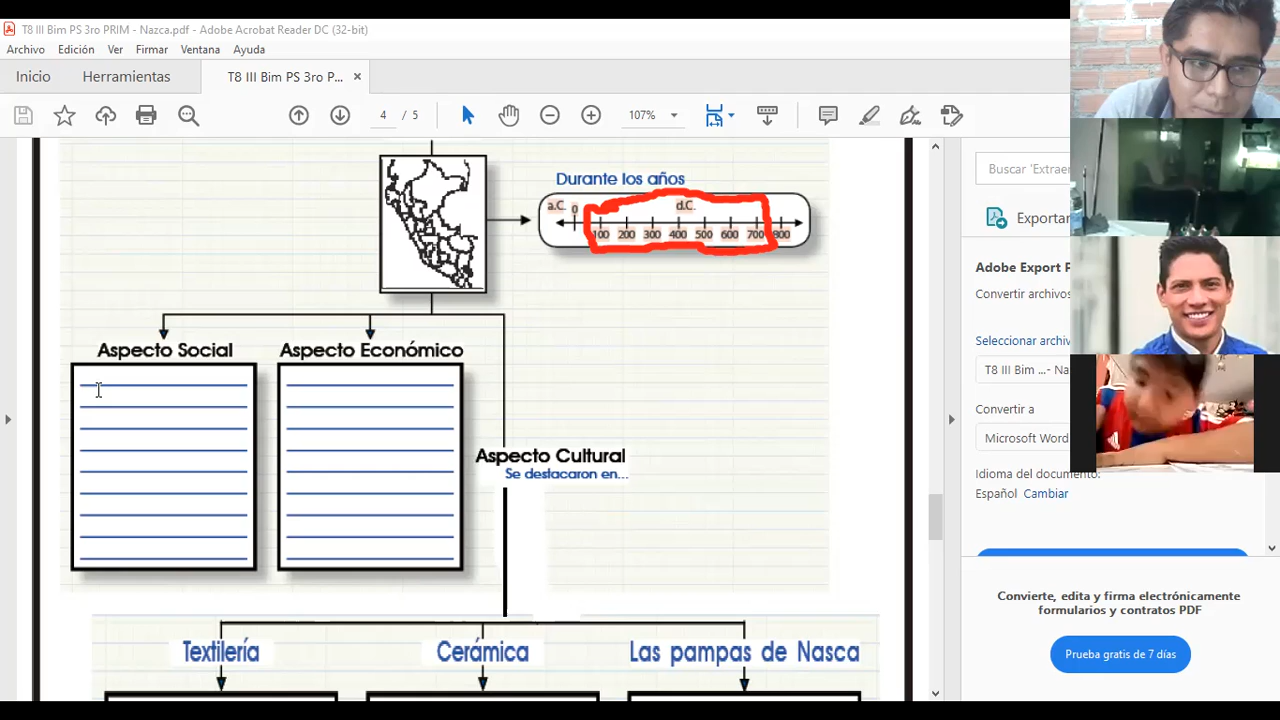 T8 III Bim PS 3ro PRIM - Nazca.pdf - Adobe Acrobat Reader DC (32-bit)
Archivo Edición Ver Firmar Ventana Ayuda
Inicio Herramientas T8 III Bim PS 3ro P... ×
4 / 5 107%
Buscar 'Extraer
Durante los años
a.C. 0 d.C.
100 200 300 400 500 600 700 800
Exportar
Adobe Export P
Convertir archivos
Aspecto Social Aspecto Económico
Seleccionar archiv
T8 III Bim ...- Na
Convertir a
Microsoft Word
Aspecto Cultural
Se destacaron en...
Idioma del documento:
Español Cambiar
Convierte, edita y firma electrónicamente
formularios y contratos PDF
Prueba gratis de 7 días
Textilería Cerámica Las pampas de Nasca